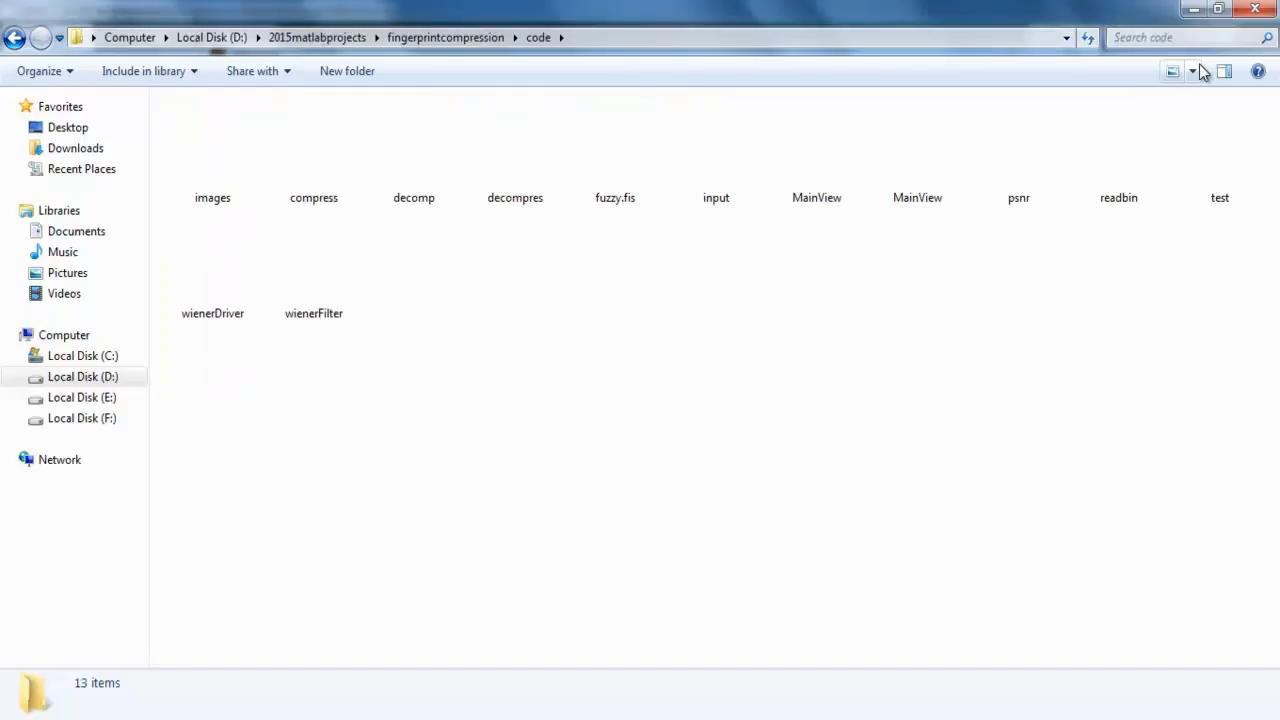 Computer Local Disk (D:) 2015matlabprojects fingerprintcompression code Search code
Organize Include in library Share with New folder
Favorites
Desktop
Downloads
Recent Places
Libraries
Documents
Music
Pictures
Videos
Computer
Local Disk (C:)
Local Disk (D:)
Local Disk (E:)
Local Disk (F:)
Network
images compress decomp decompres fuzzy.fis input MainView MainView psnr readbin test
wienerDriver wienerFilter
13 items